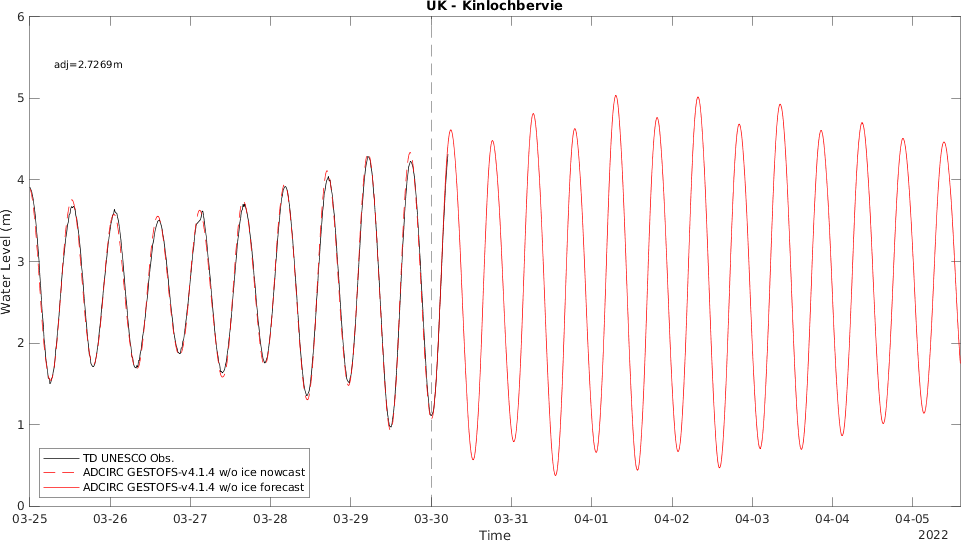 UK - Kinlochbervie
6
adj=2.7269m
5
4
3
2
1
0
Water Level (m)
TD UNESCO Obs.
ADCIRC GESTOFS-v4.1.4 w/o ice nowcast
ADCIRC GESTOFS-v4.1.4 w/o ice forecast
03-25 03-26 03-27 03-28 03-29 03-30 03-31 04-01 04-02 04-03 04-04 04-05
Time
2022